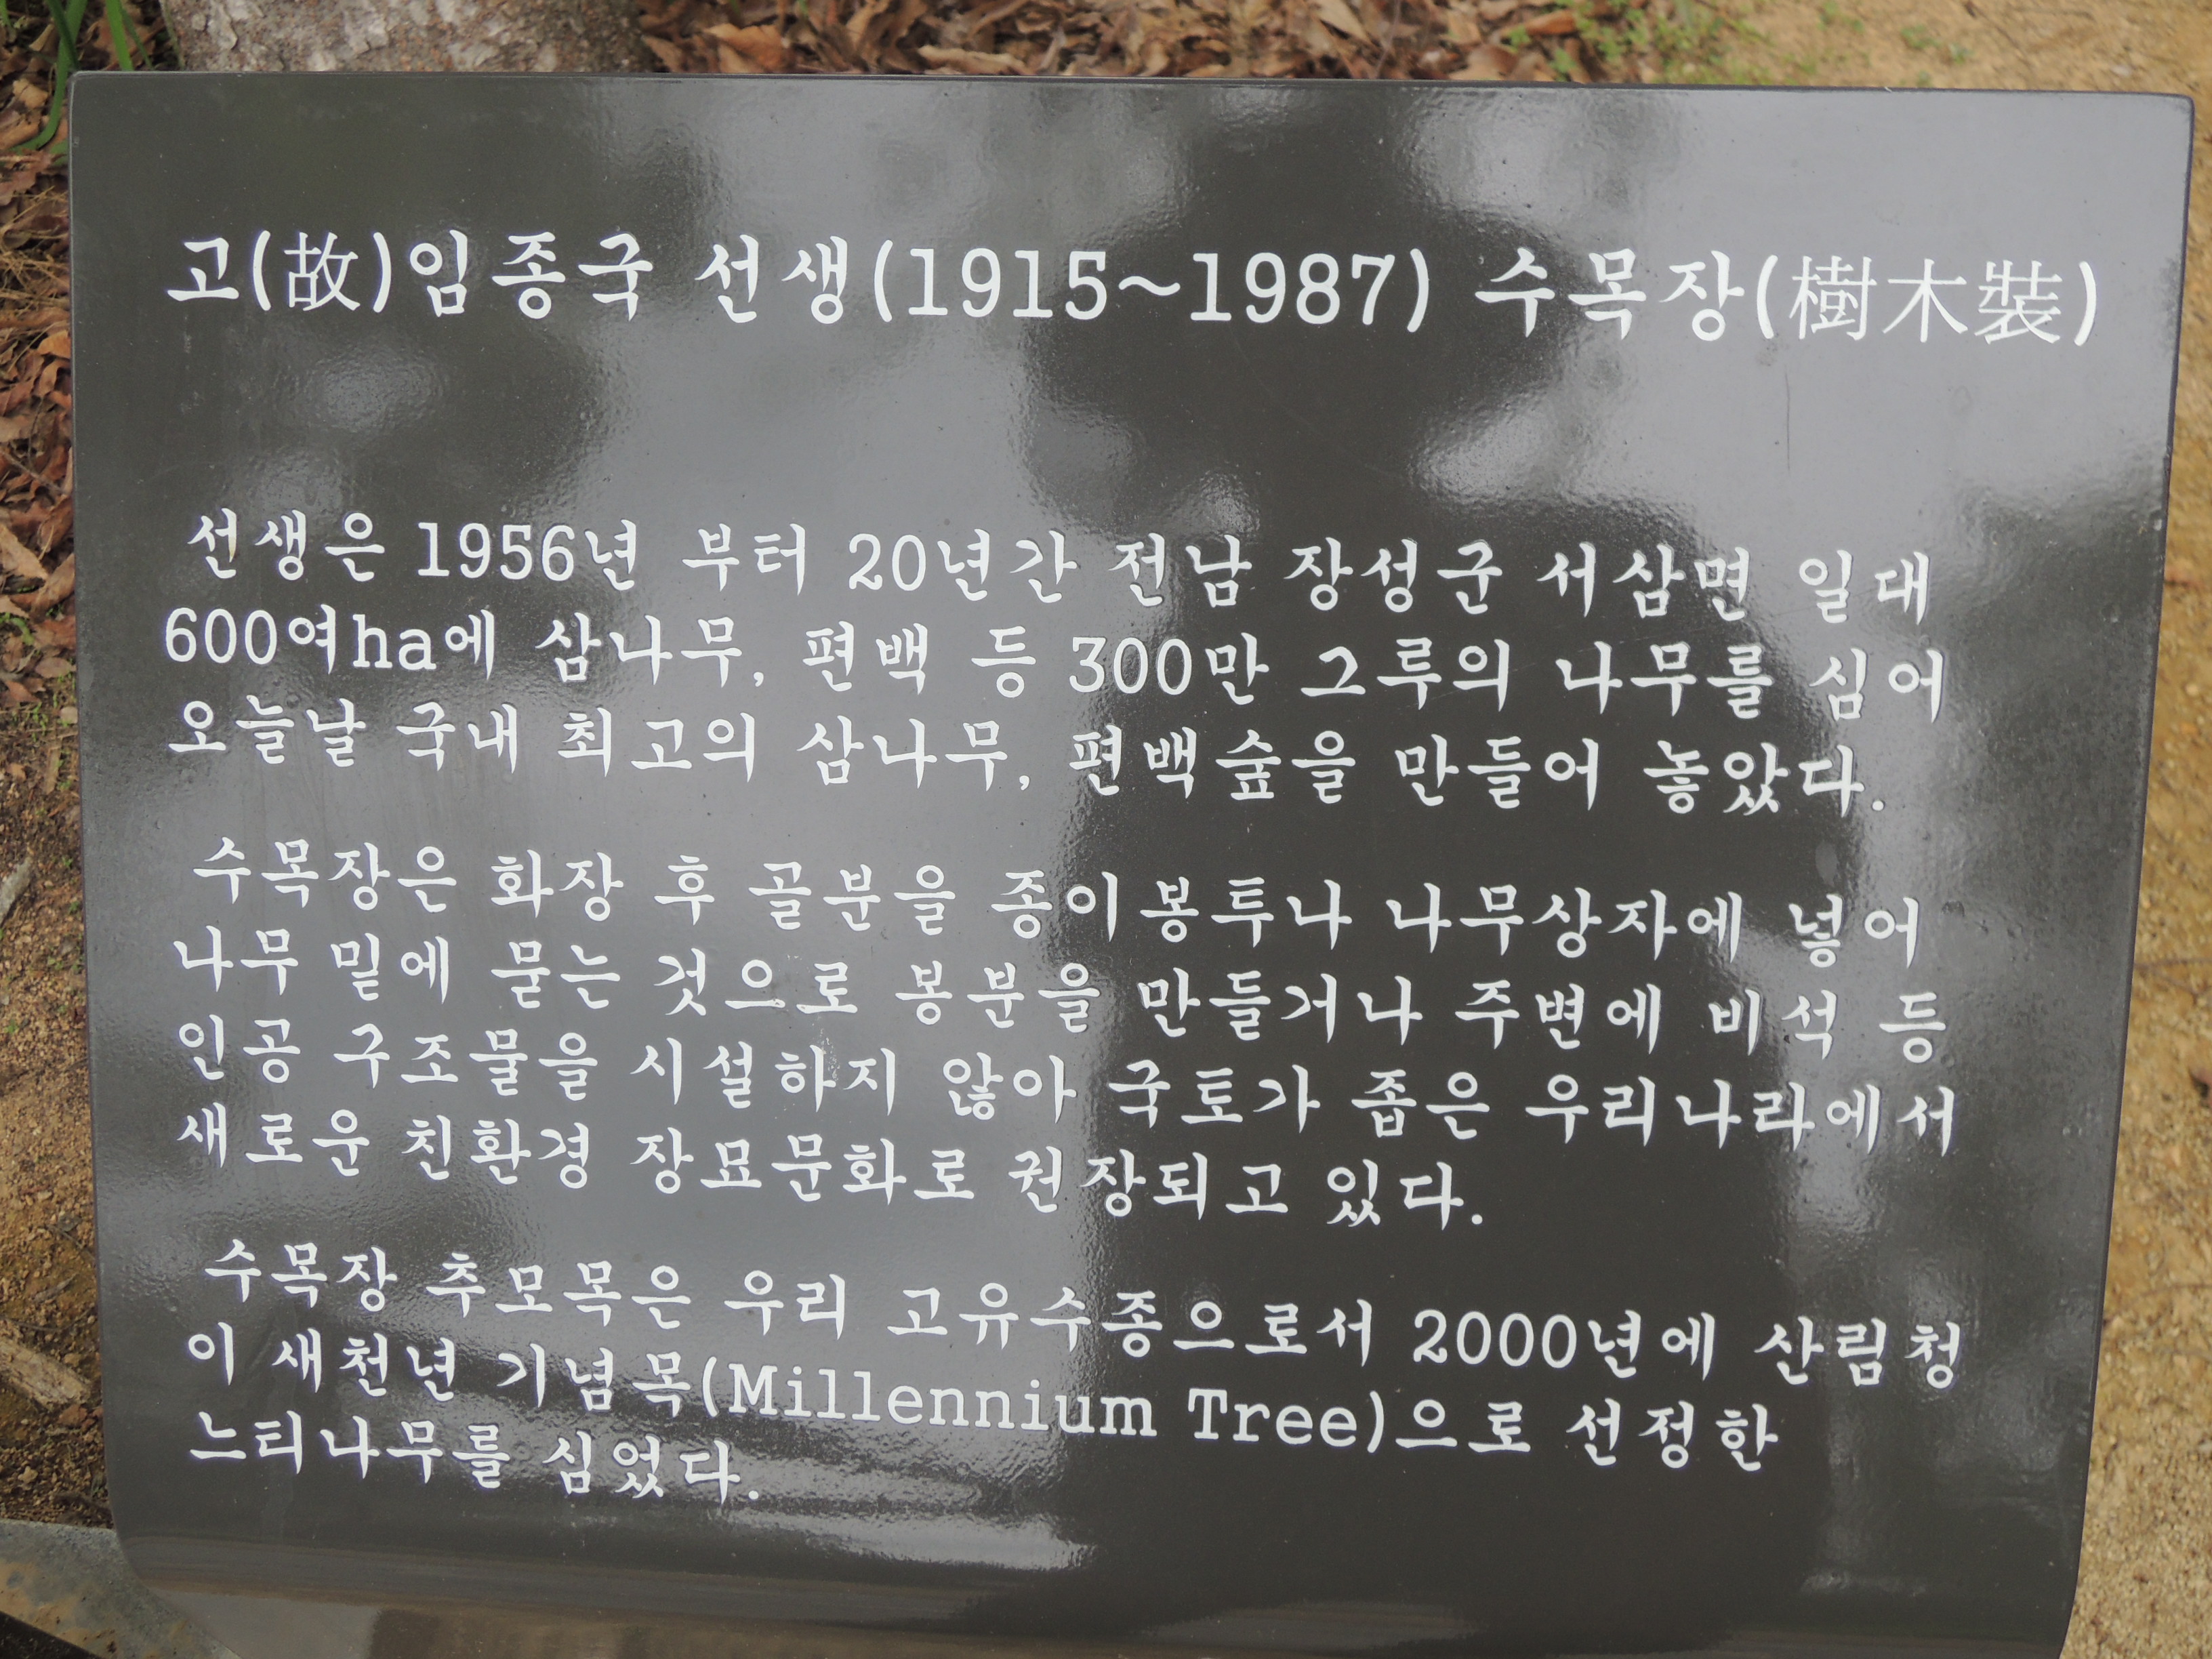 고(故)임종국 선생(1915~1987) 수목장(樹木裝)
선생은 1956년 부터 20년간 전남 장성군 서삼면 일대
600여ha에 삼나무, 편백 등 300만 그루의 나무를 심어
오늘날 국내 최고의 삼나무, 편백숲을 만들어 놓았다.
수목장은 화장 후 골분을 종이봉투나 나무상자에 넣어
나무 밑에 묻는 것으로 봉분을 만들거나 주변에 비석 등
인공 구조물을 시설하지 않아 국토가 좁은 우리나라에서
새로운 친환경 장묘문화로 권장되고 있다.
수목장 추모목은 우리 고유수종으로서 2000년에 산림청
이 새천년 기념목(Millennium Tree)으로 선정한
느티나무를 심었다.